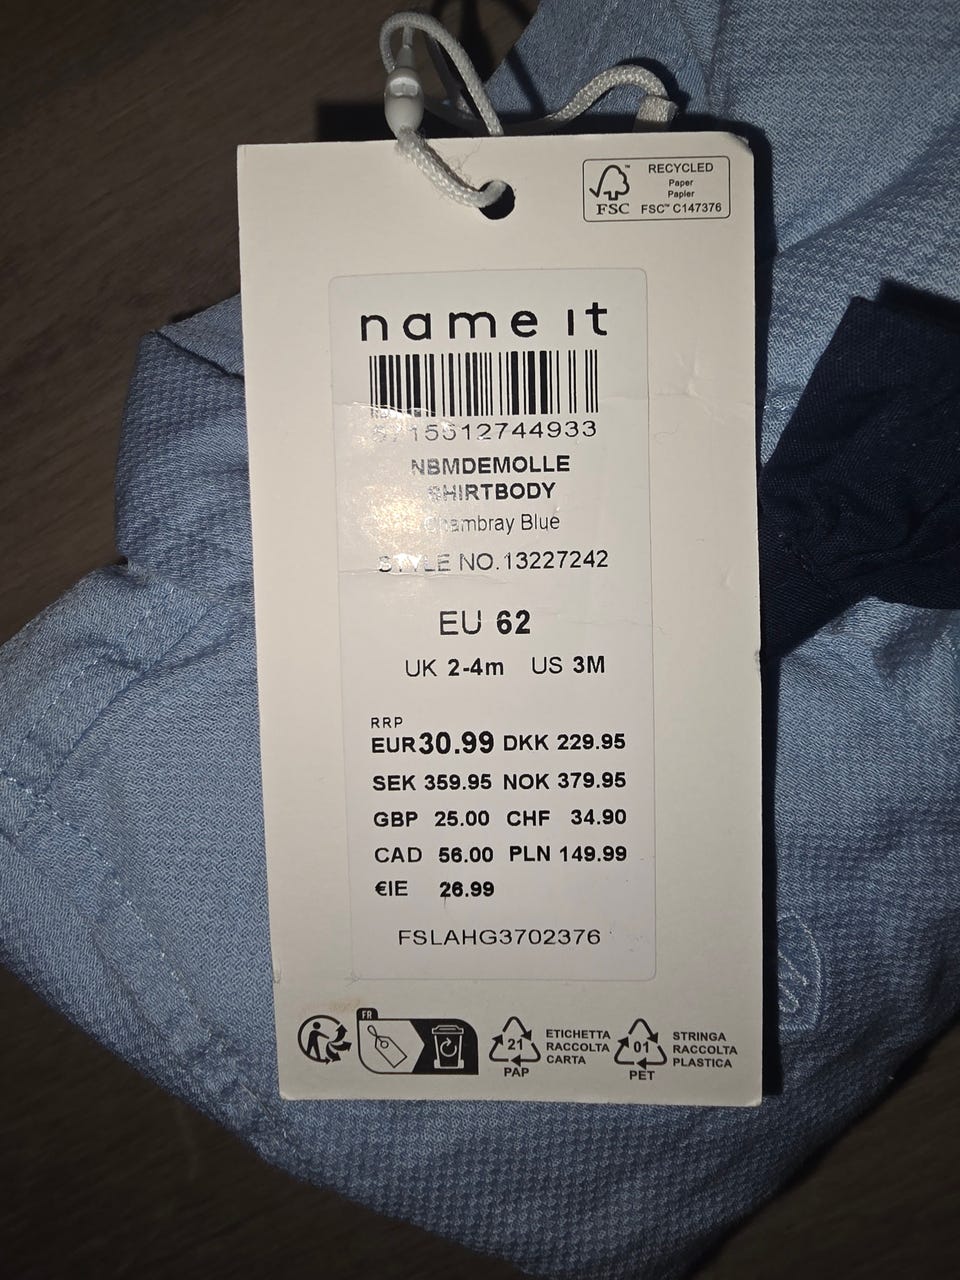 RECYCLED
Paper
Papier
FSC™ C147376
FSC
name it
5715512744933
NBMDEMOLLE
SHIRTBODY
Chambray Blue
STYLE NO.13227242
EU 62
UK 2-4m US 3M
RRP
EUR 30.99 DKK 229.95
SEK 359.95 NOK 379.95
GBP 25.00 CHF 34.90
CAD 56.00 PLN 149.99
€IE 26.99
FSLAHG3702376
FR
21
PAP
ETICHETTA
RACCOLTA
CARTA
01
PET
STRINGA
RACCOLTA
PLASTICA